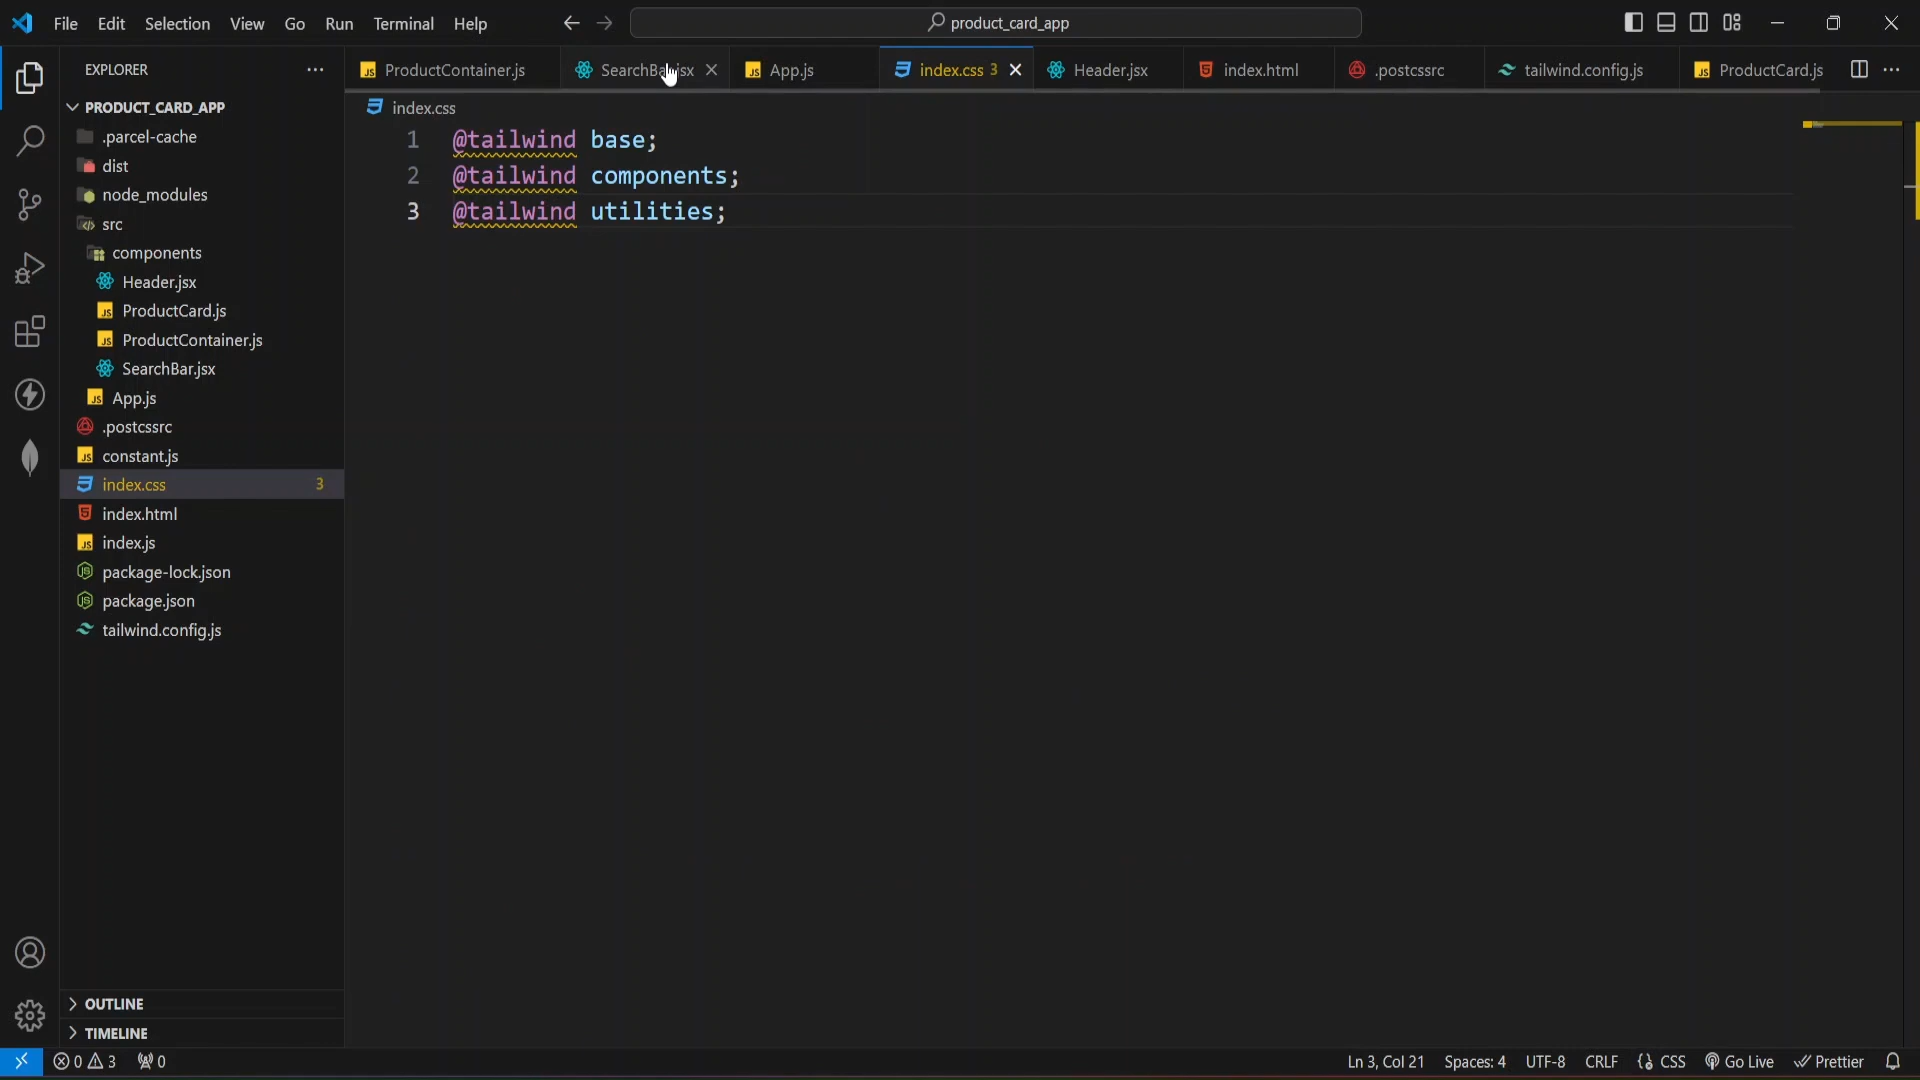 File Edit Selection View Go Run Terminal Help
product_card_app
EXPLORER
ProductContainer.js
SearchBar.jsx
App.js
index.css 3
Header.jsx
index.html
.postcssrc
tailwind.config.js
ProductCard.js
PRODUCT_CARD_APP
.parcel-cache
dist
node_modules
src
components
Header.jsx
ProductCard.js
ProductContainer.js
SearchBar.jsx
App.js
.postcssrc
constant.js
index.css 3
index.html
index.js
package-lock.json
package.json
tailwind.config.js
OUTLINE
TIMELINE
index.css
1 @tailwind base;
2 @tailwind components;
3 @tailwind utilities;
0 3 0
Ln 3, Col 21 Spaces: 4 UTF-8 CRLF CSS Go Live Prettier